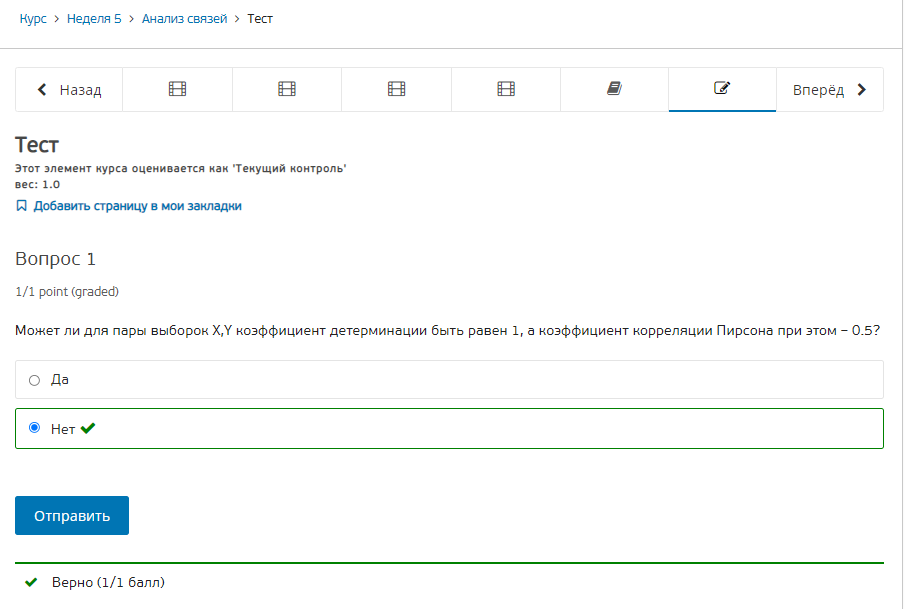 Курс > Неделя 5 > Анализ связей > Тест
Назад
Вперёд
Тест
Этот элемент курса оценивается как 'Текущий контроль'
вес: 1.0
Добавить страницу в мои закладки
Вопрос 1
1/1 point (graded)
Может ли для пары выборок X,Y коэффициент детерминации быть равен 1, а коэффициент корреляции Пирсона при этом – 0.5?
Да
Нет
Отправить
Верно (1/1 балл)